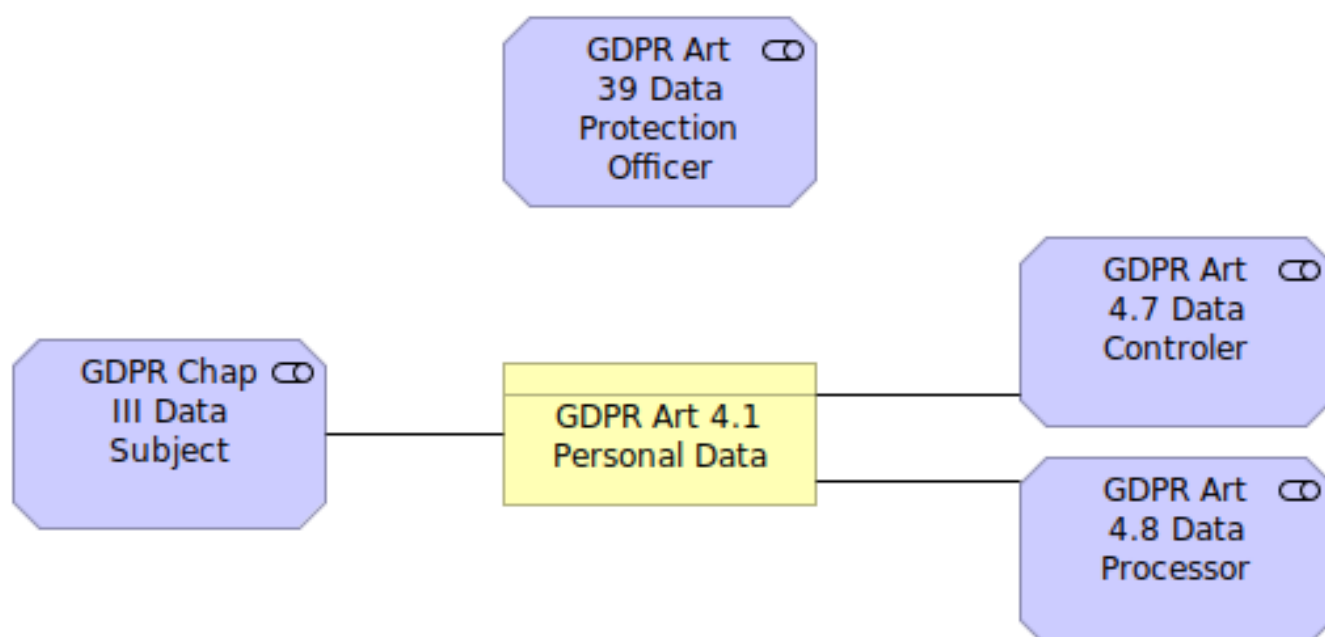 GDPR Art
39 Data
Protection
Officer
GDPR Art
4.7 Data
Controler
GDPR Chap
III Data
Subject
GDPR Art 4.1
Personal Data
GDPR Art
4.8 Data
Processor